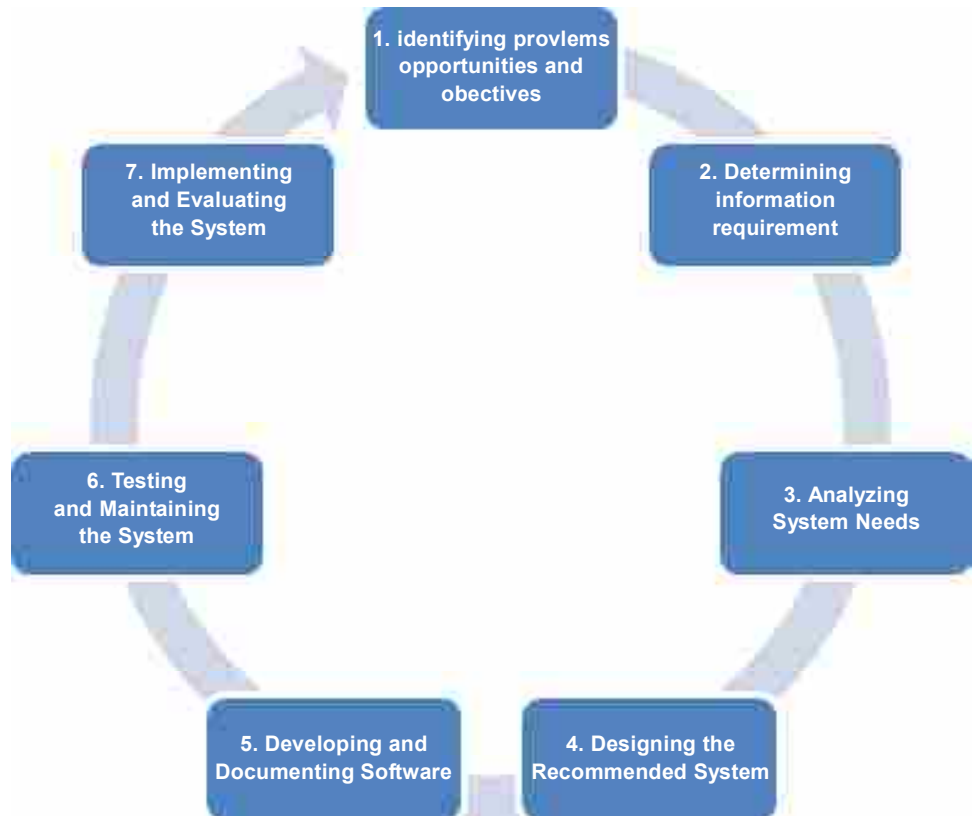 1. identifying provlems
opportunities and
obectives
2. Determining
information
requirement
3. Analyzing
System Needs
4. Designing the
Recommended System
5. Developing and
Documenting Software
6. Testing
and Maintaining
the System
7. Implementing
and Evaluating
the System